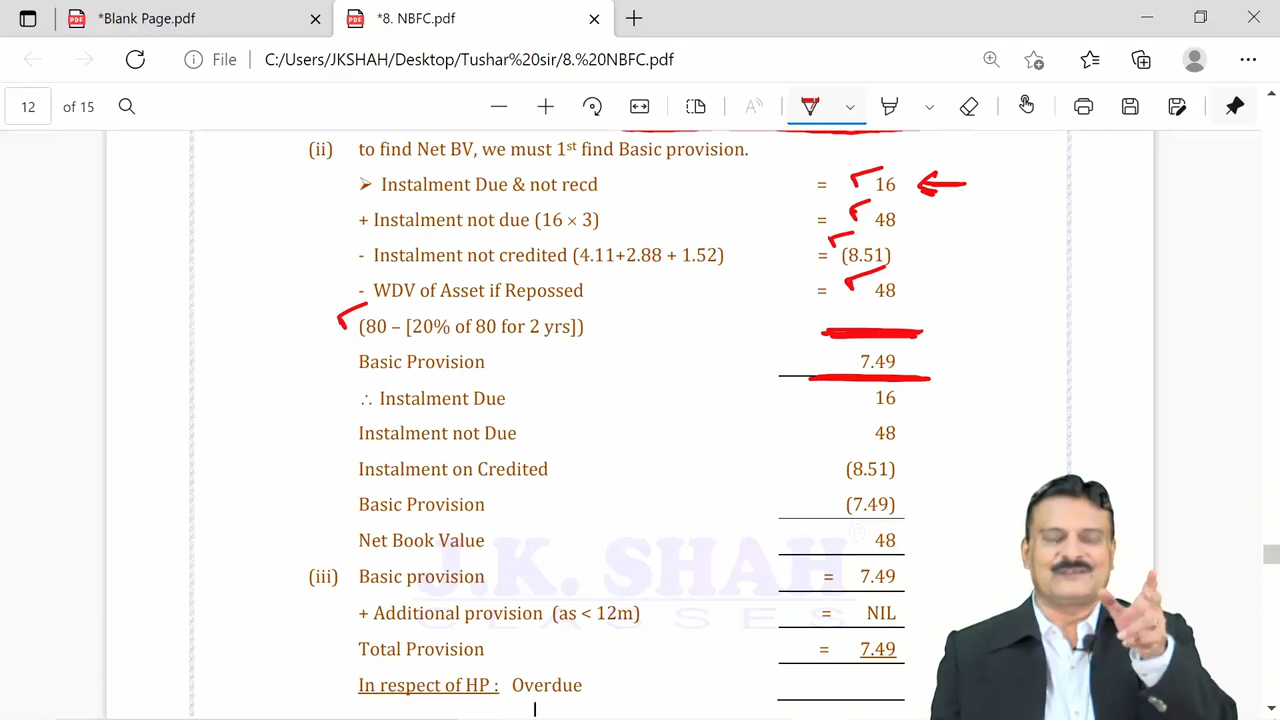 *Blank Page.pdf
*8. NBFC.pdf
File C:/Users/JKSHAH/Desktop/Tushar%20sir/8.%20NBFC.pdf
12 of 15
(ii) to find Net BV, we must 1st find Basic provision.
➢ Instalment Due & not recd = 16
+ Instalment not due (16 × 3) = 48
- Instalment not credited (4.11+2.88 + 1.52) = (8.51)
- WDV of Asset if Repossed = 48
(80 – [20% of 80 for 2 yrs])
Basic Provision 7.49
∴ Instalment Due 16
Instalment not Due 48
Instalment on Credited (8.51)
Basic Provision (7.49)
Net Book Value 48
J.K. SHAH ®
CLASSES
(iii) Basic provision = 7.49
+ Additional provision (as < 12m) = NIL
Total Provision = 7.49
In respect of HP : Overdue